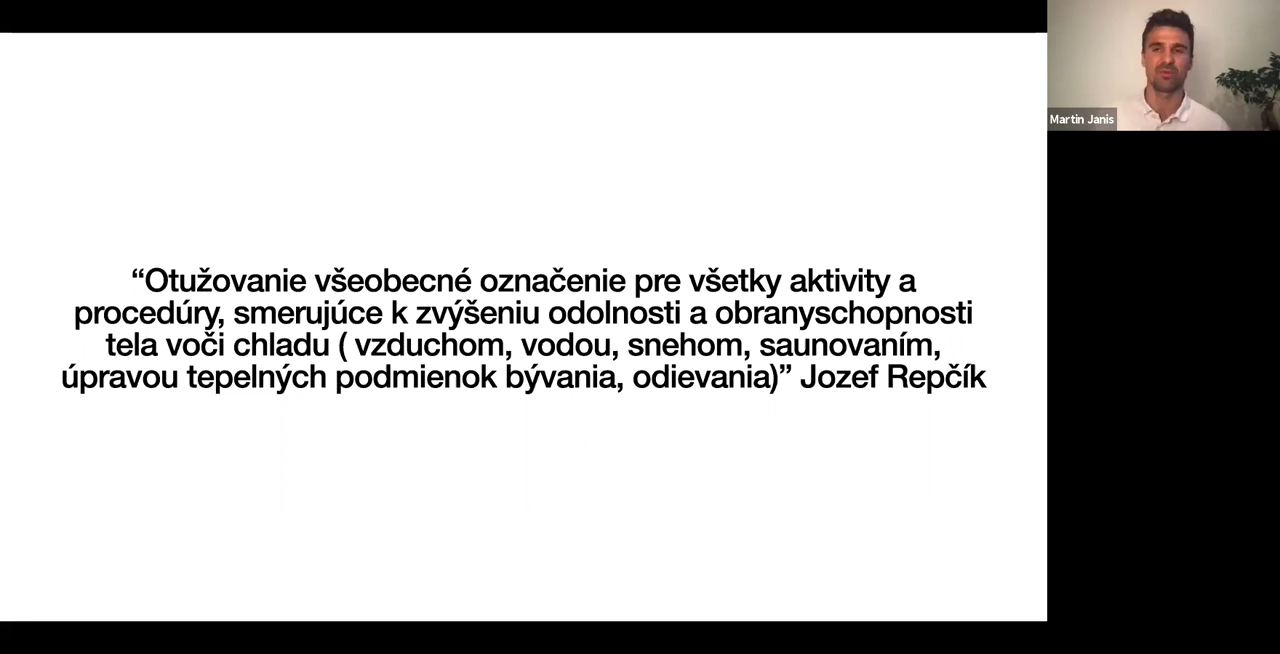 “Otužovanie všeobecné označenie pre všetky aktivity a
procedúry, smerujúce k zvýšeniu odolnosti a obranyschopnosti
tela voči chladu ( vzduchom, vodou, snehom, saunovaním,
úpravou tepelných podmienok bývania, odievania)” Jozef Repčík
Martin Janis